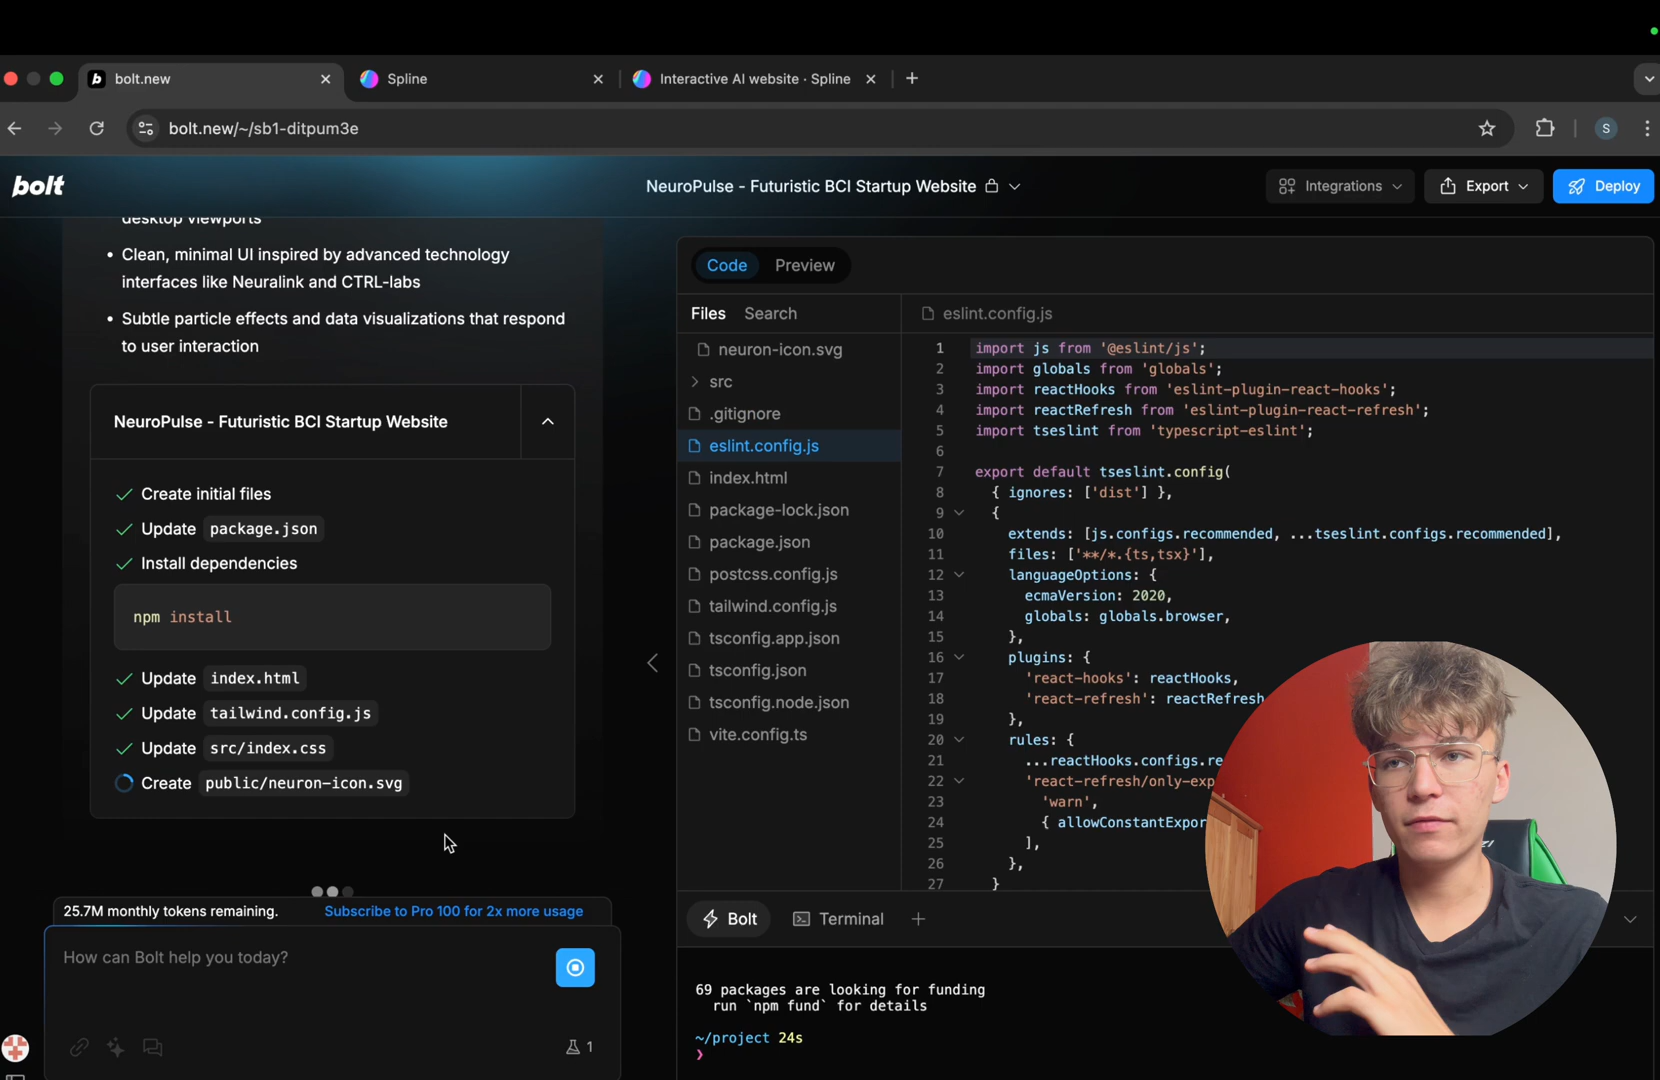 bolt.new
Spline
Interactive AI website · Spline
bolt.new/~/sb1-ditpum3e
S
bolt
NeuroPulse - Futuristic BCI Startup Website
Integrations
Export
Deploy
desktop viewports
• Clean, minimal UI inspired by advanced technology
interfaces like Neuralink and CTRL-labs
• Subtle particle effects and data visualizations that respond
to user interaction
NeuroPulse - Futuristic BCI Startup Website
Create initial files
Update package.json
Install dependencies
npm install
Update index.html
Update tailwind.config.js
Update src/index.css
Create public/neuron-icon.svg
25.7M monthly tokens remaining.
Subscribe to Pro 100 for 2x more usage
How can Bolt help you today?
1
Code
Preview
Files
Search
neuron-icon.svg
src
.gitignore
eslint.config.js
index.html
package-lock.json
package.json
postcss.config.js
tailwind.config.js
tsconfig.app.json
tsconfig.json
tsconfig.node.json
vite.config.ts
eslint.config.js
1 import js from '@eslint/js';
2 import globals from 'globals';
3 import reactHooks from 'eslint-plugin-react-hooks';
4 import reactRefresh from 'eslint-plugin-react-refresh';
5 import tseslint from 'typescript-eslint';
6
7 export default tseslint.config(
8 { ignores: ['dist'] },
9 {
10 extends: [js.configs.recommended, ...tseslint.configs.recommended],
11 files: ['**/*.{ts,tsx}'],
12 languageOptions: {
13 ecmaVersion: 2020,
14 globals: globals.browser,
15 },
16 plugins: {
17 'react-hooks': reactHooks,
18 'react-refresh': reactRefresh
19 },
20 rules: {
21 ...reactHooks.configs.re
22 'react-refresh/only-exp
23 'warn',
24 { allowConstantExpor
25 ],
26 },
27 }
Bolt
Terminal
69 packages are looking for funding
run `npm fund` for details
~/project 24s
❯